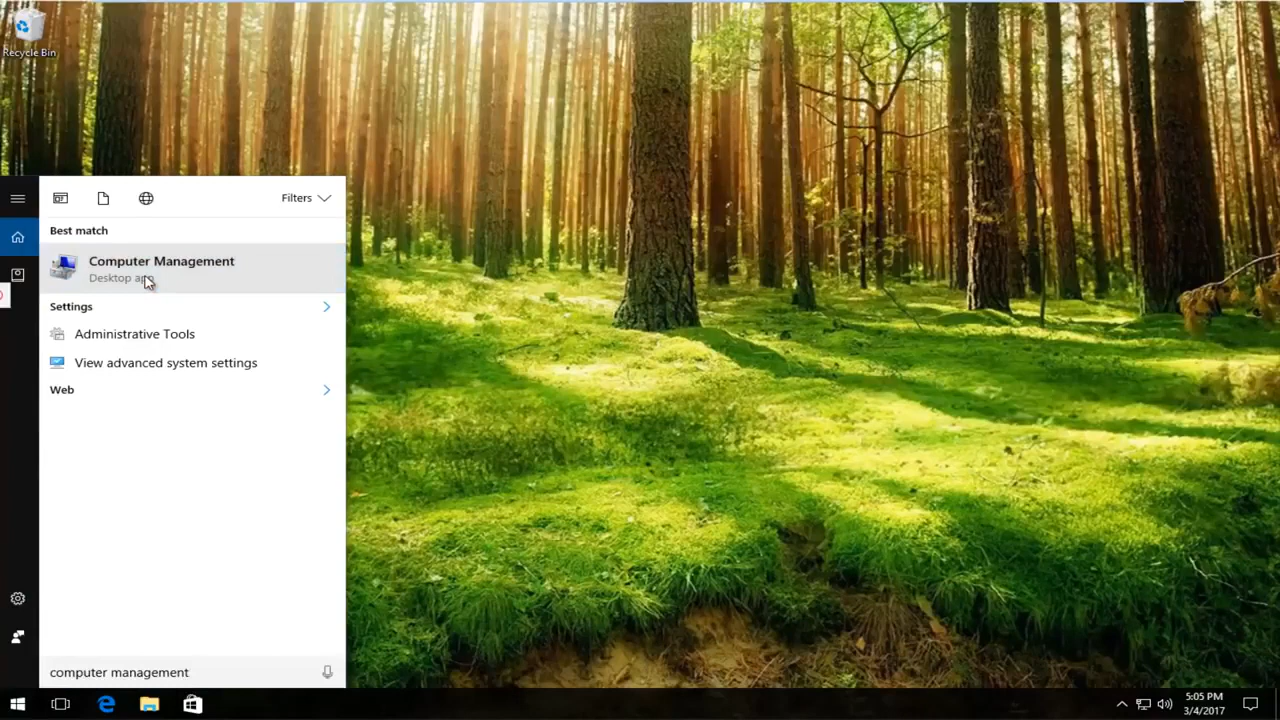 Recycle Bin
Filters
Best match
Computer Management
Desktop app
Settings
Administrative Tools
View advanced system settings
Web
computer management
5:05 PM
3/4/2017